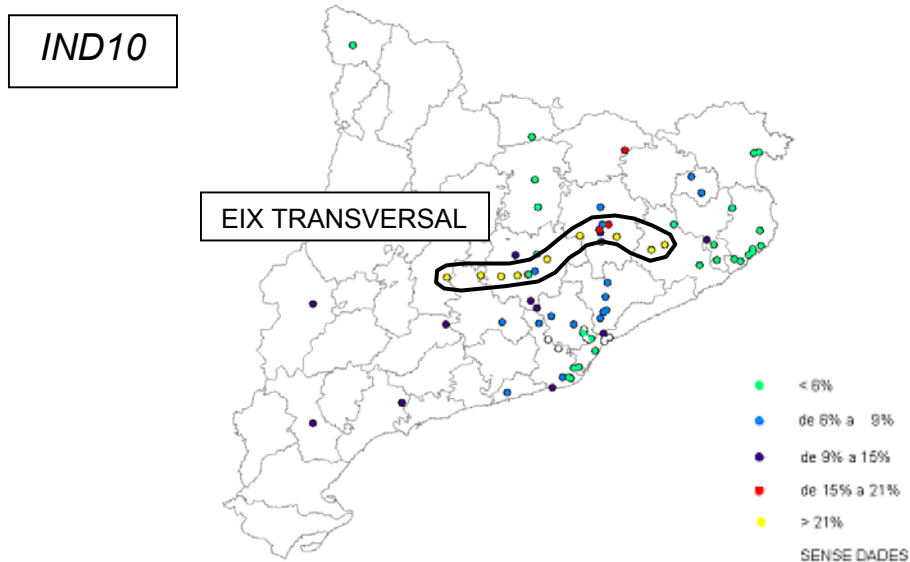 IND10
EIX TRANSVERSAL
< 6%
de 6% a 9%
de 9% a 15%
de 15% a 21%
> 21%
SENSE DADES